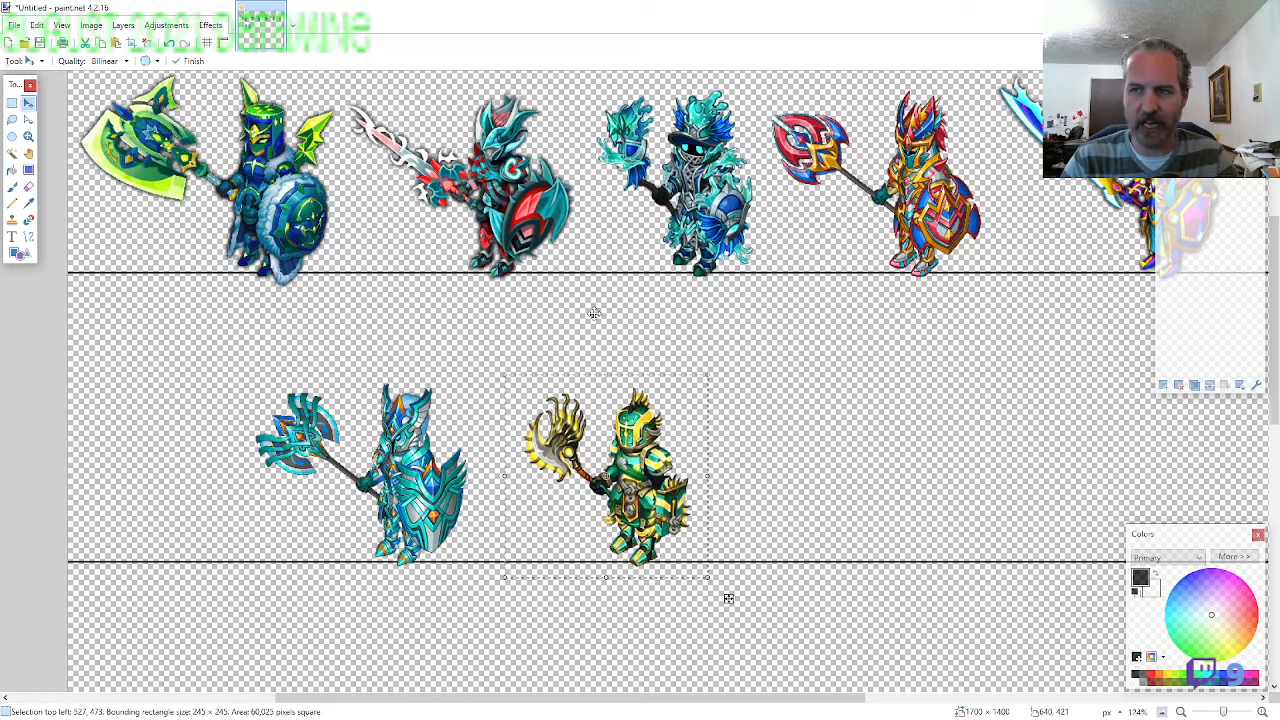 *Untitled - paint.net 4.2.16
File Edit View Image Layers Adjustments Effects
Tool: Quality: Bilinear Finish
To...
Colors
Primary More >>
9
Selection top left: 527, 473. Bounding rectangle size: 245 × 245. Area: 60,025 pixels square 1700 × 1400 640, 421 px 124%